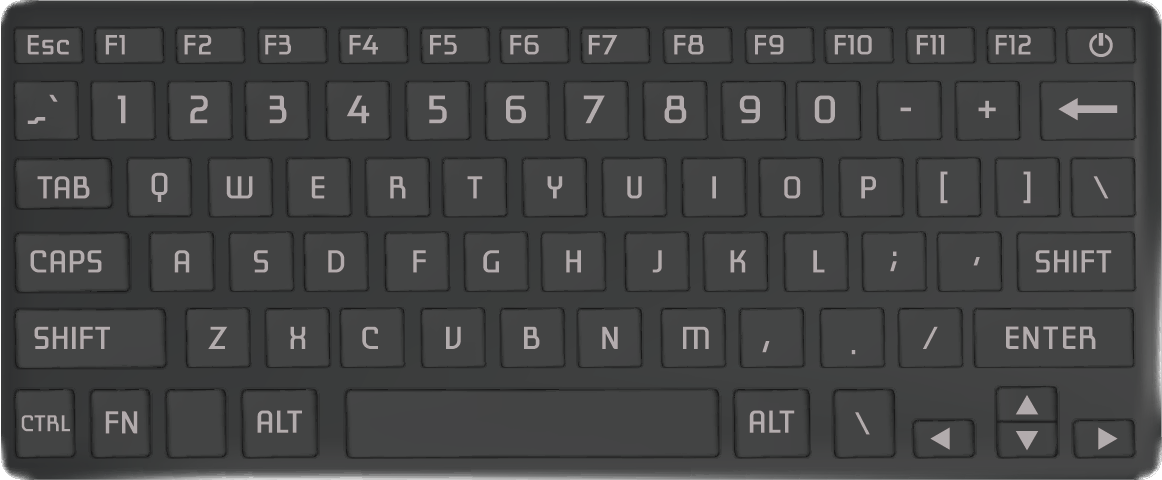 Esc F1 F2 F3 F4 F5 F6 F7 F8 F9 F10 F11 F12
~` 1 2 3 4 5 6 7 8 9 0 - +
TAB Q W E R T Y U I O P [ ] \
CAPS A S D F G H J K L ; ' SHIFT
SHIFT Z X C V B N M , . / ENTER
CTRL FN ALT ALT \